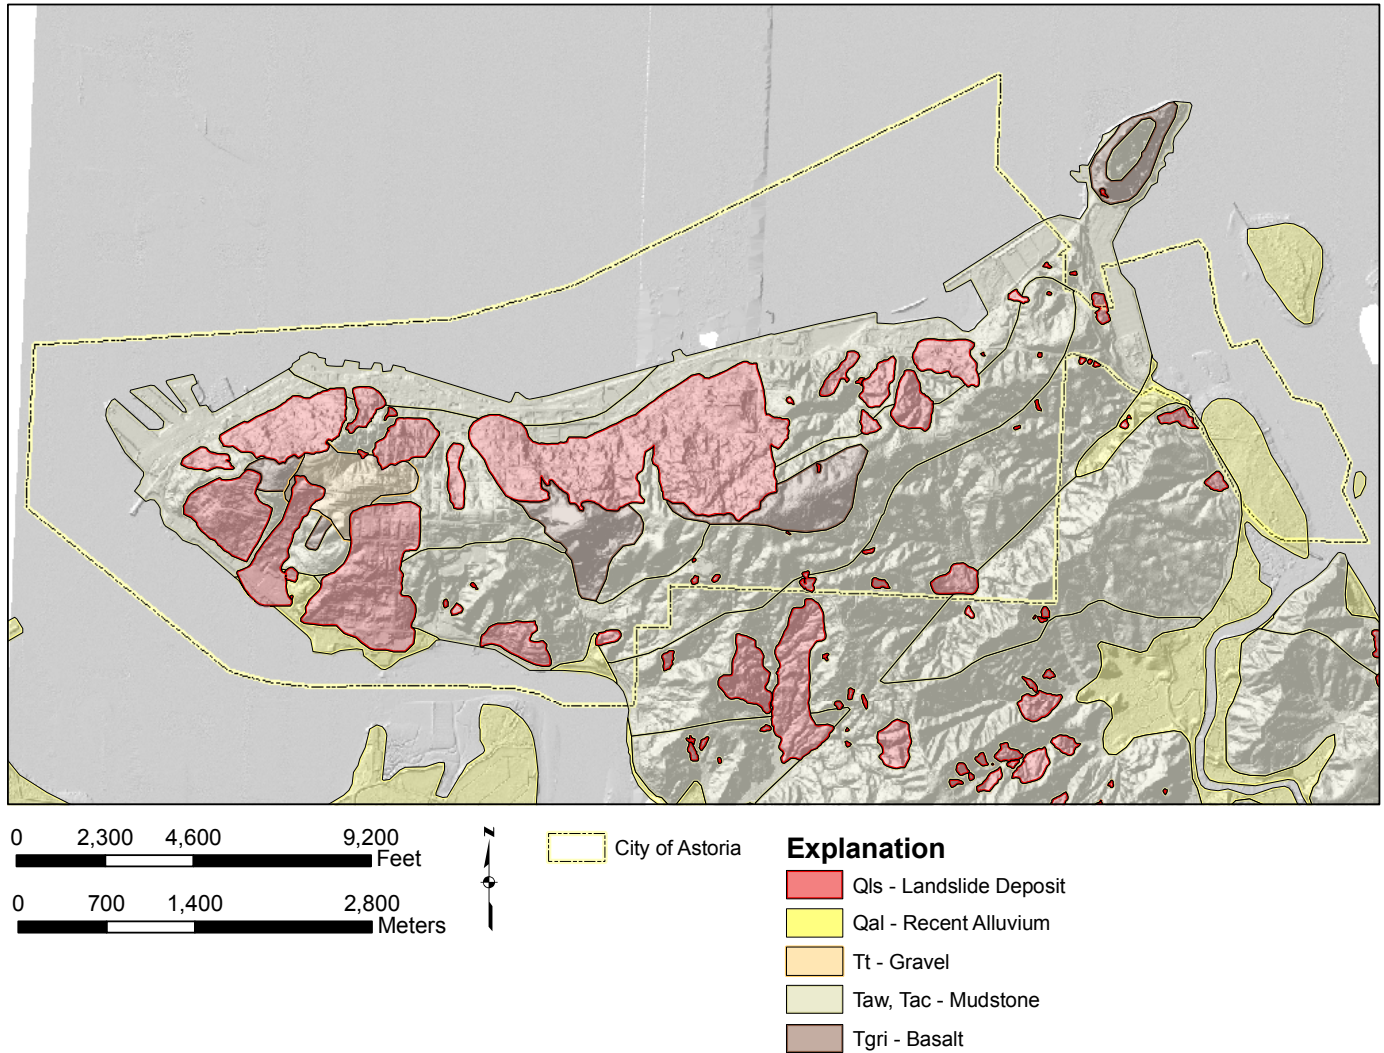 0 2,300 4,600 9,200
Feet
0 700 1,400 2,800
Meters
N
City of Astoria
Explanation
Qls - Landslide Deposit
Qal - Recent Alluvium
Tt - Gravel
Taw, Tac - Mudstone
Tgri - Basalt